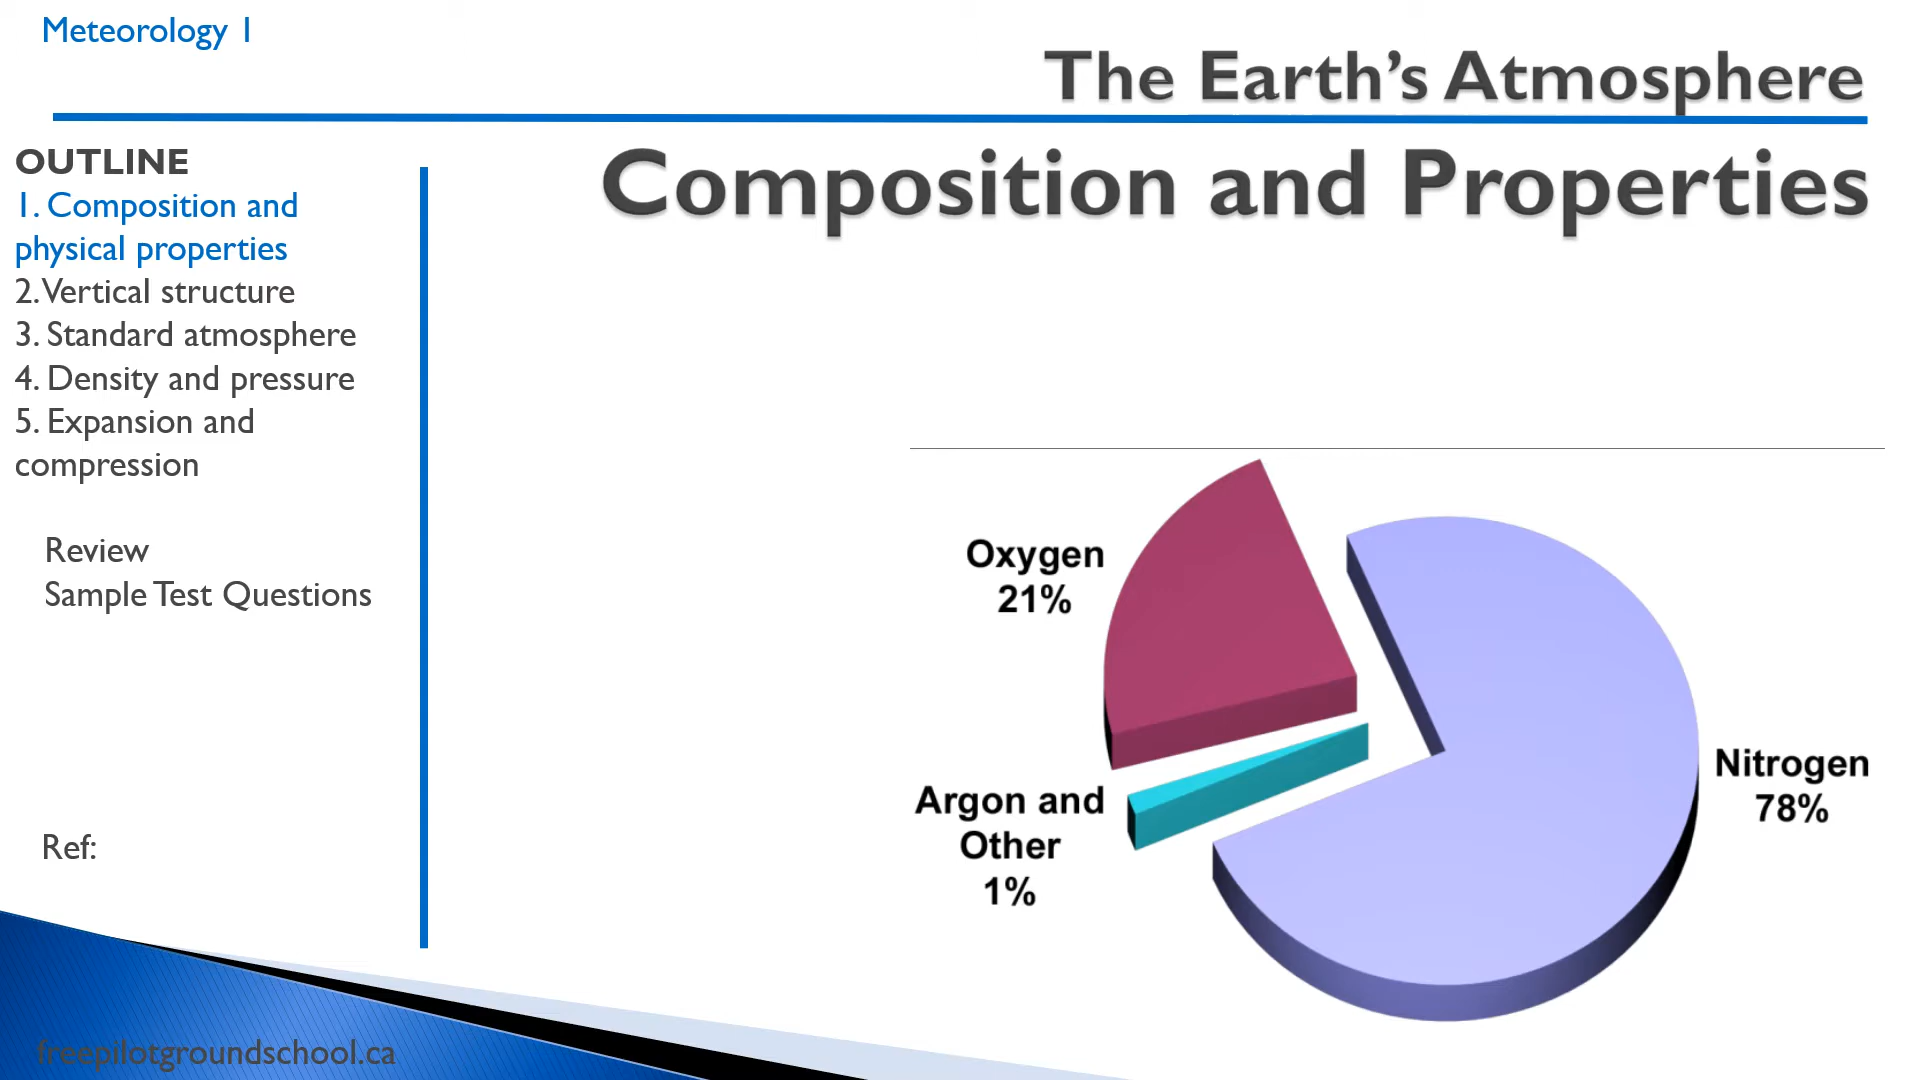 Meteorology 1
The Earth's Atmosphere
Composition and Properties
OUTLINE
1. Composition and
physical properties
2. Vertical structure
3. Standard atmosphere
4. Density and pressure
5. Expansion and
compression
Review
Sample Test Questions
Ref:
freepilotgroundschool.ca
Oxygen
21%
Argon and
Other
1%
Nitrogen
78%